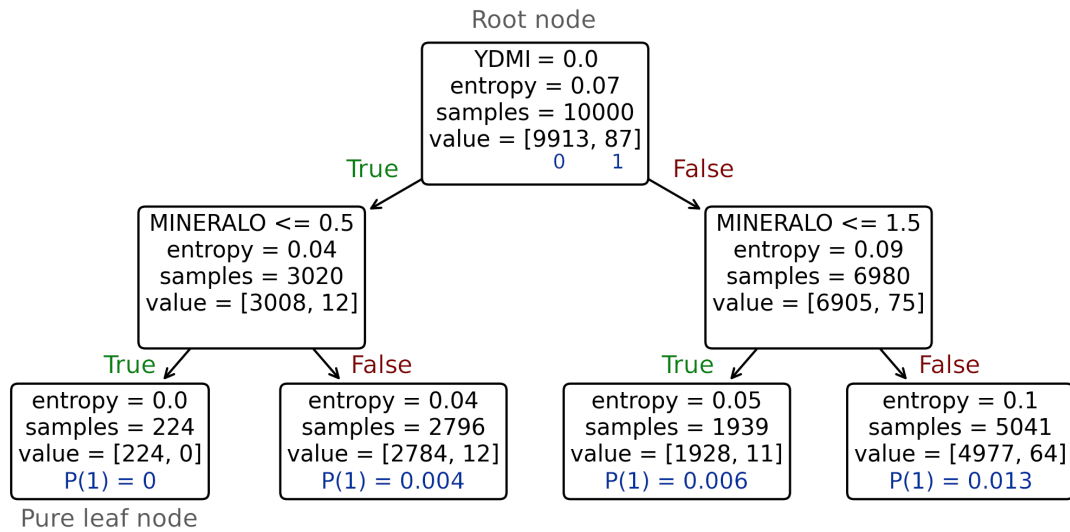 Root node
YDMI = 0.0
entropy = 0.07
samples = 10000
value = [9913, 87]
0 1
True
False
MINERALO <= 0.5
entropy = 0.04
samples = 3020
value = [3008, 12]
MINERALO <= 1.5
entropy = 0.09
samples = 6980
value = [6905, 75]
True
False
True
False
entropy = 0.0
samples = 224
value = [224, 0]
P(1) = 0
entropy = 0.04
samples = 2796
value = [2784, 12]
P(1) = 0.004
entropy = 0.05
samples = 1939
value = [1928, 11]
P(1) = 0.006
entropy = 0.1
samples = 5041
value = [4977, 64]
P(1) = 0.013
Pure leaf node